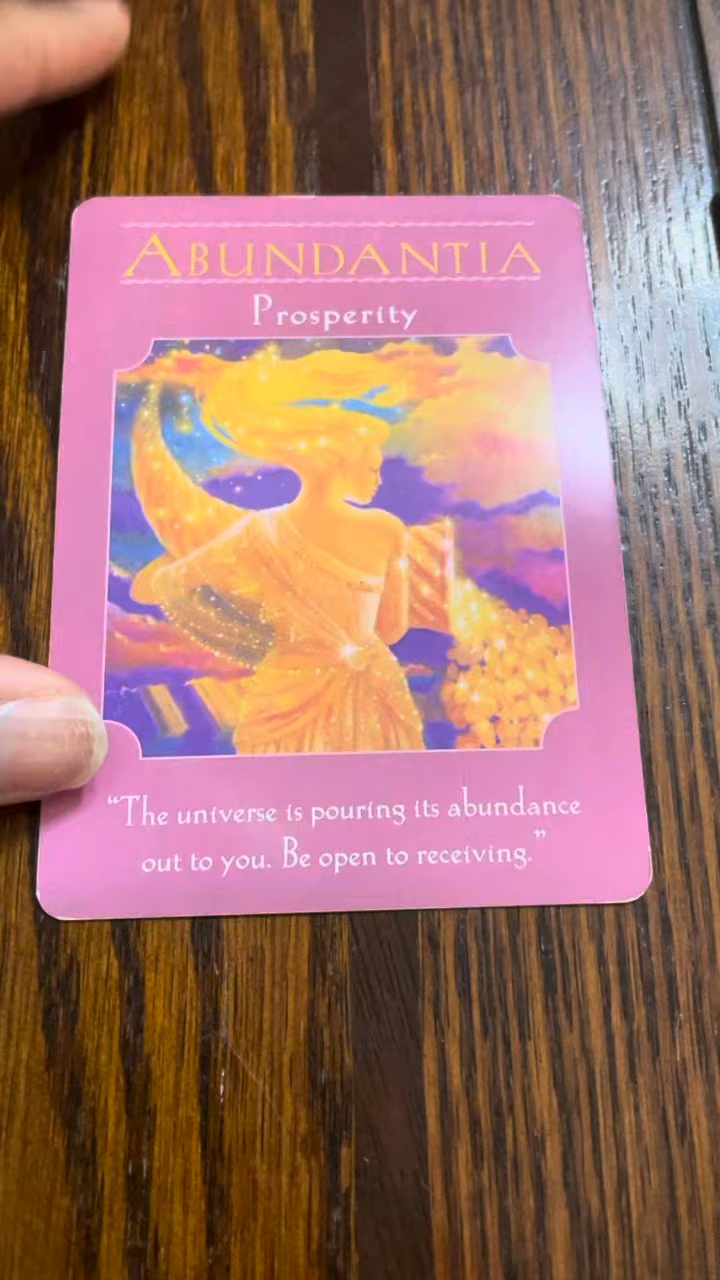 ABUNDANTIA
Prosperity
“The universe is pouring its abundance
out to you. Be open to receiving.”